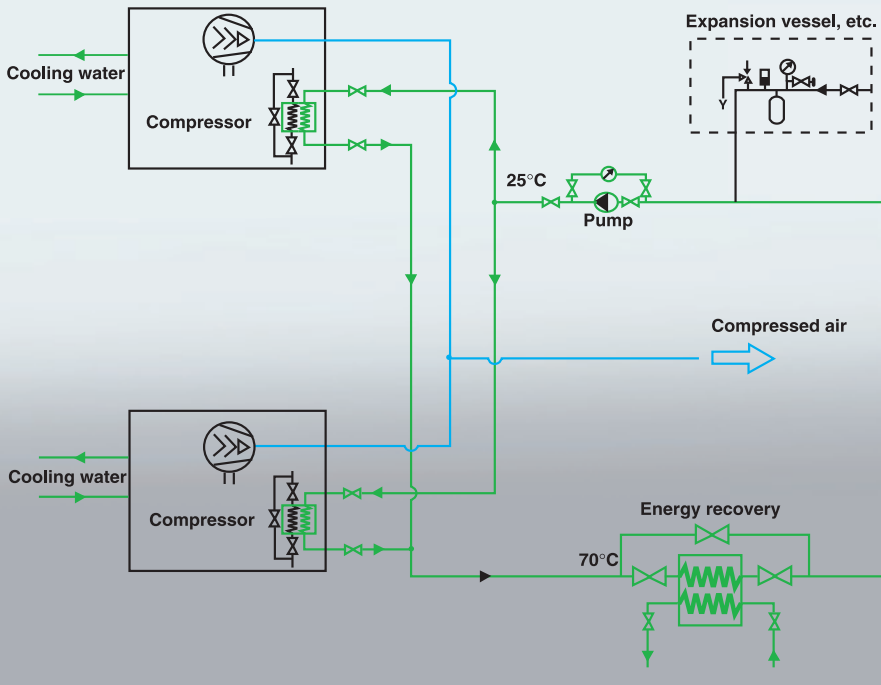 Expansion vessel, etc.
Cooling water
Compressor
Y
25°C
Pump
Compressed air
Cooling water
Compressor
Energy recovery
70°C